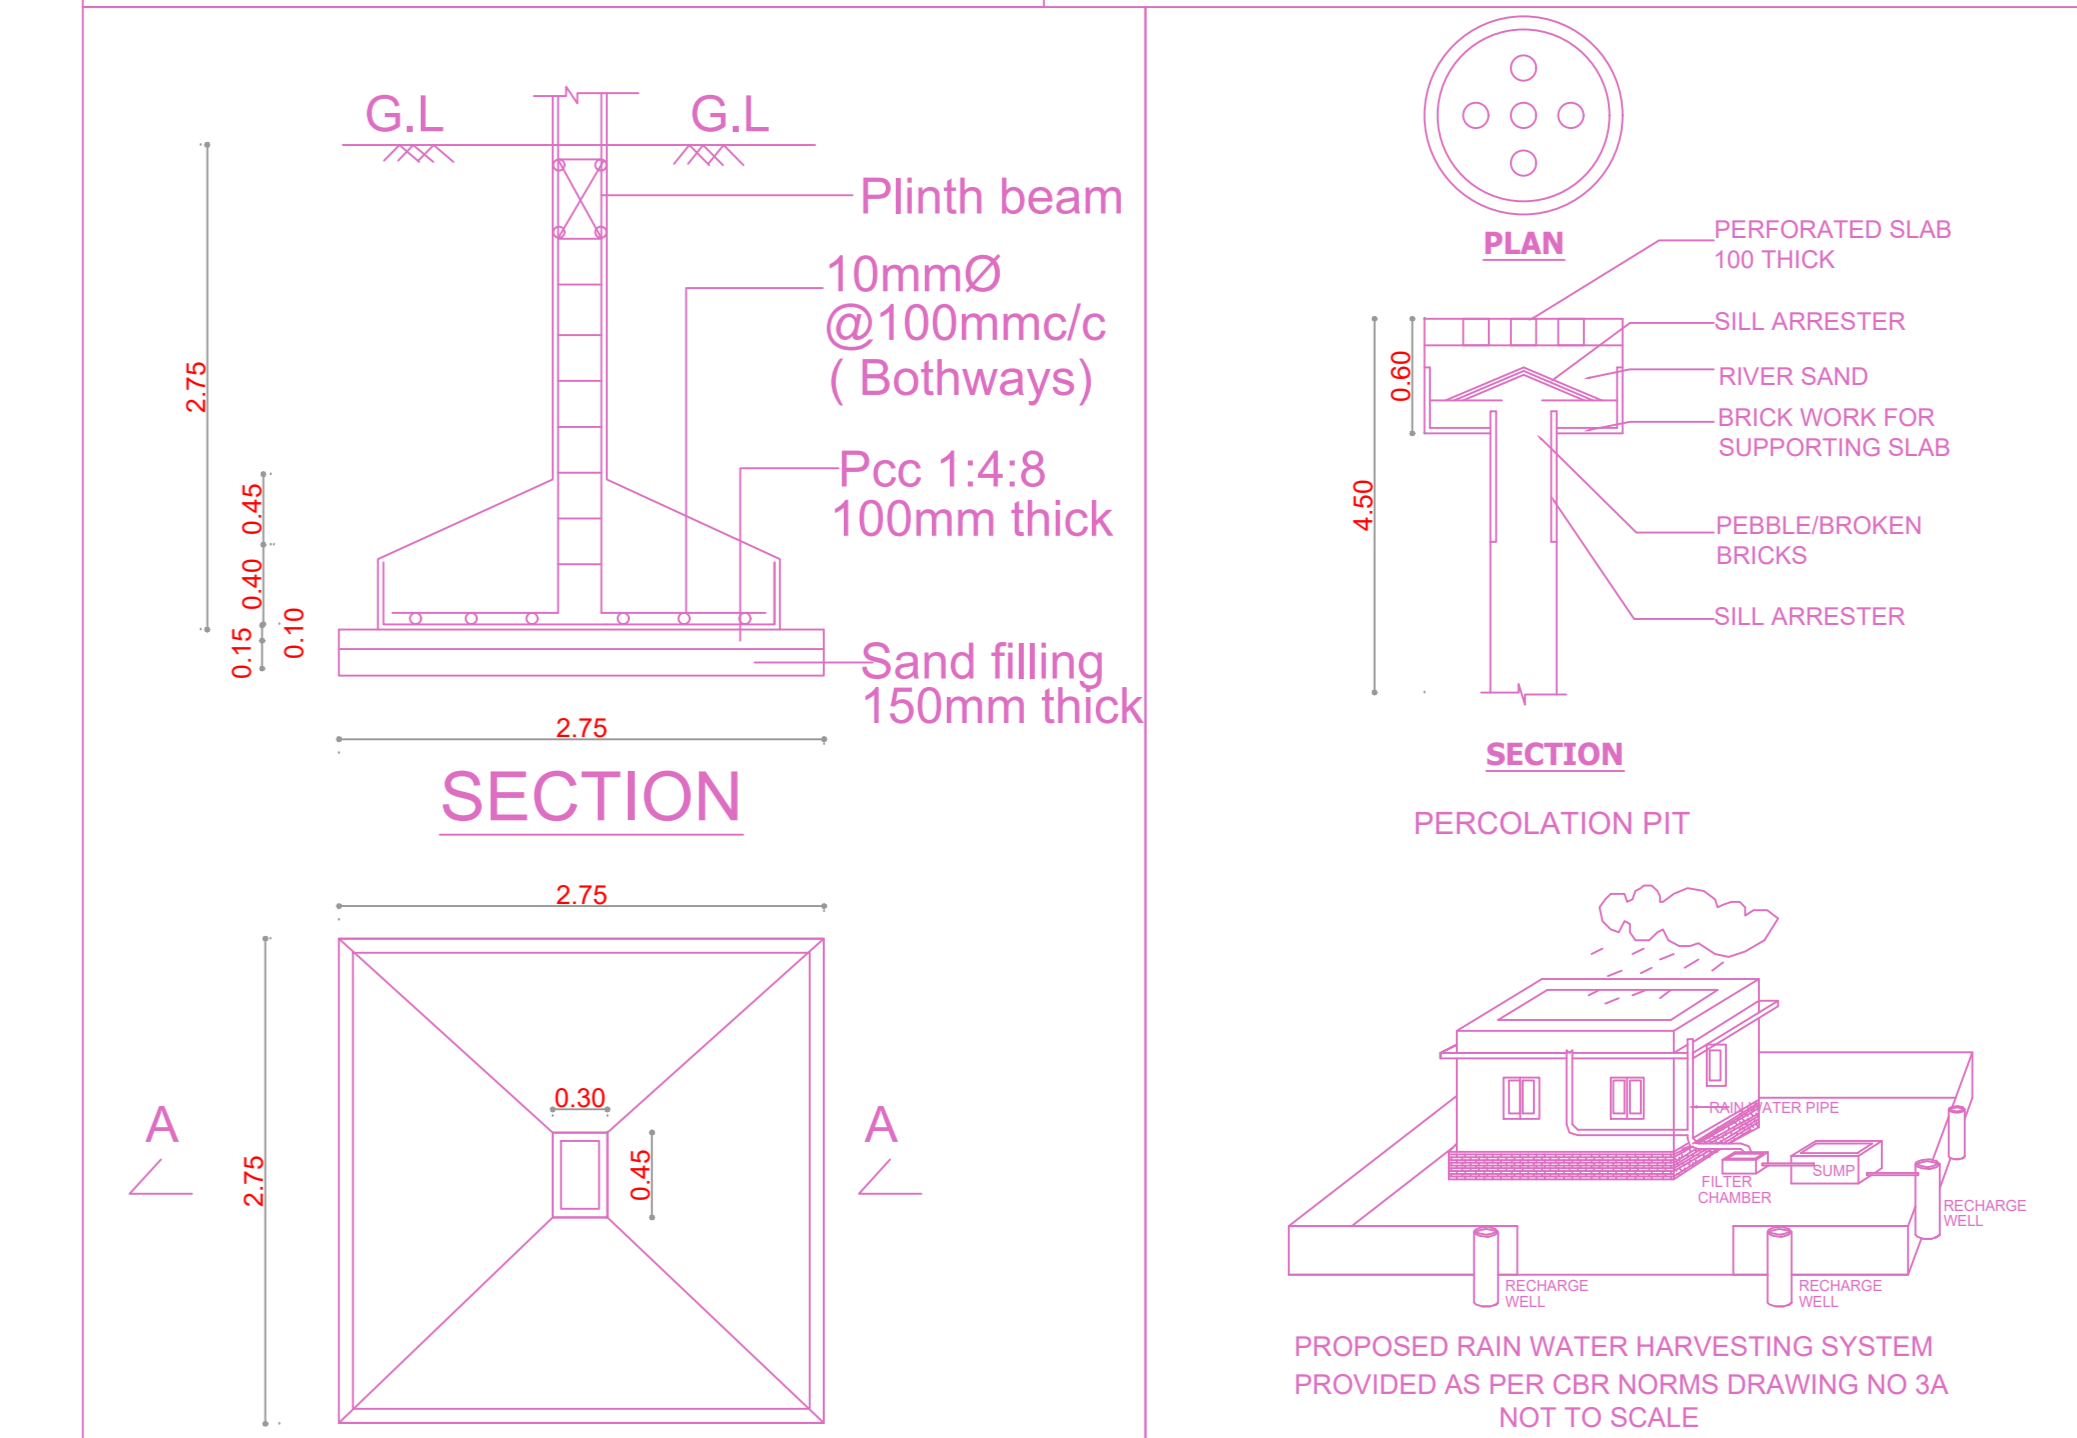 G.L
G.L
Plinth beam
10mmØ
@100mmc/c
( Bothways)
Pcc 1:4:8
100mm thick
Sand filling
150mm thick
2.75
0.45
0.40
0.10
0.15
2.75
SECTION
2.75
2.75
0.30
0.45
A
A
PLAN
PERFORATED SLAB
100 THICK
SILL ARRESTER
RIVER SAND
BRICK WORK FOR
SUPPORTING SLAB
PEBBLE/BROKEN
BRICKS
SILL ARRESTER
0.60
4.50
SECTION
PERCOLATION PIT
RAIN WATER PIPE
SUMP
FILTER
CHAMBER
RECHARGE
WELL
RECHARGE
WELL
RECHARGE
WELL
PROPOSED RAIN WATER HARVESTING SYSTEM
PROVIDED AS PER CBR NORMS DRAWING NO 3A
NOT TO SCALE